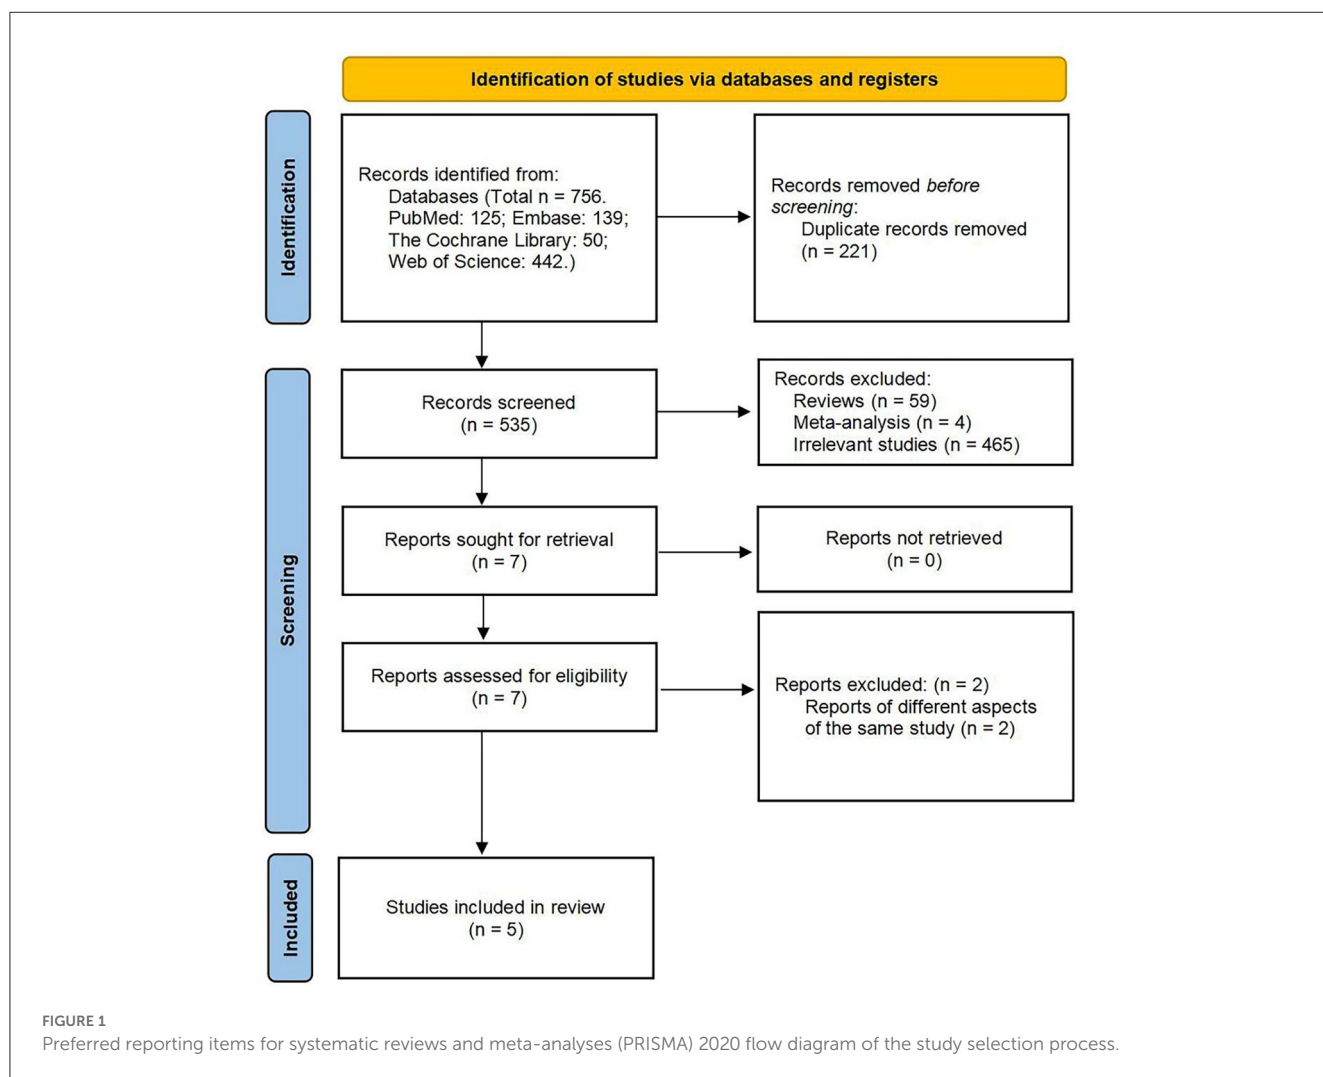 Identification of studies via databases and registers
Identification
Records identified from:
Databases (Total n = 756.
PubMed: 125; Embase: 139;
The Cochrane Library: 50;
Web of Science: 442.)
Records removed before
screening:
Duplicate records removed
(n = 221)
Screening
Records screened
(n = 535)
Records excluded:
Reviews (n = 59)
Meta-analysis (n = 4)
Irrelevant studies (n = 465)
Reports sought for retrieval
(n = 7)
Reports not retrieved
(n = 0)
Reports assessed for eligibility
(n = 7)
Reports excluded: (n = 2)
Reports of different aspects
of the same study (n = 2)
Included
Studies included in review
(n = 5)
FIGURE 1
Preferred reporting items for systematic reviews and meta-analyses (PRISMA) 2020 flow diagram of the study selection process.